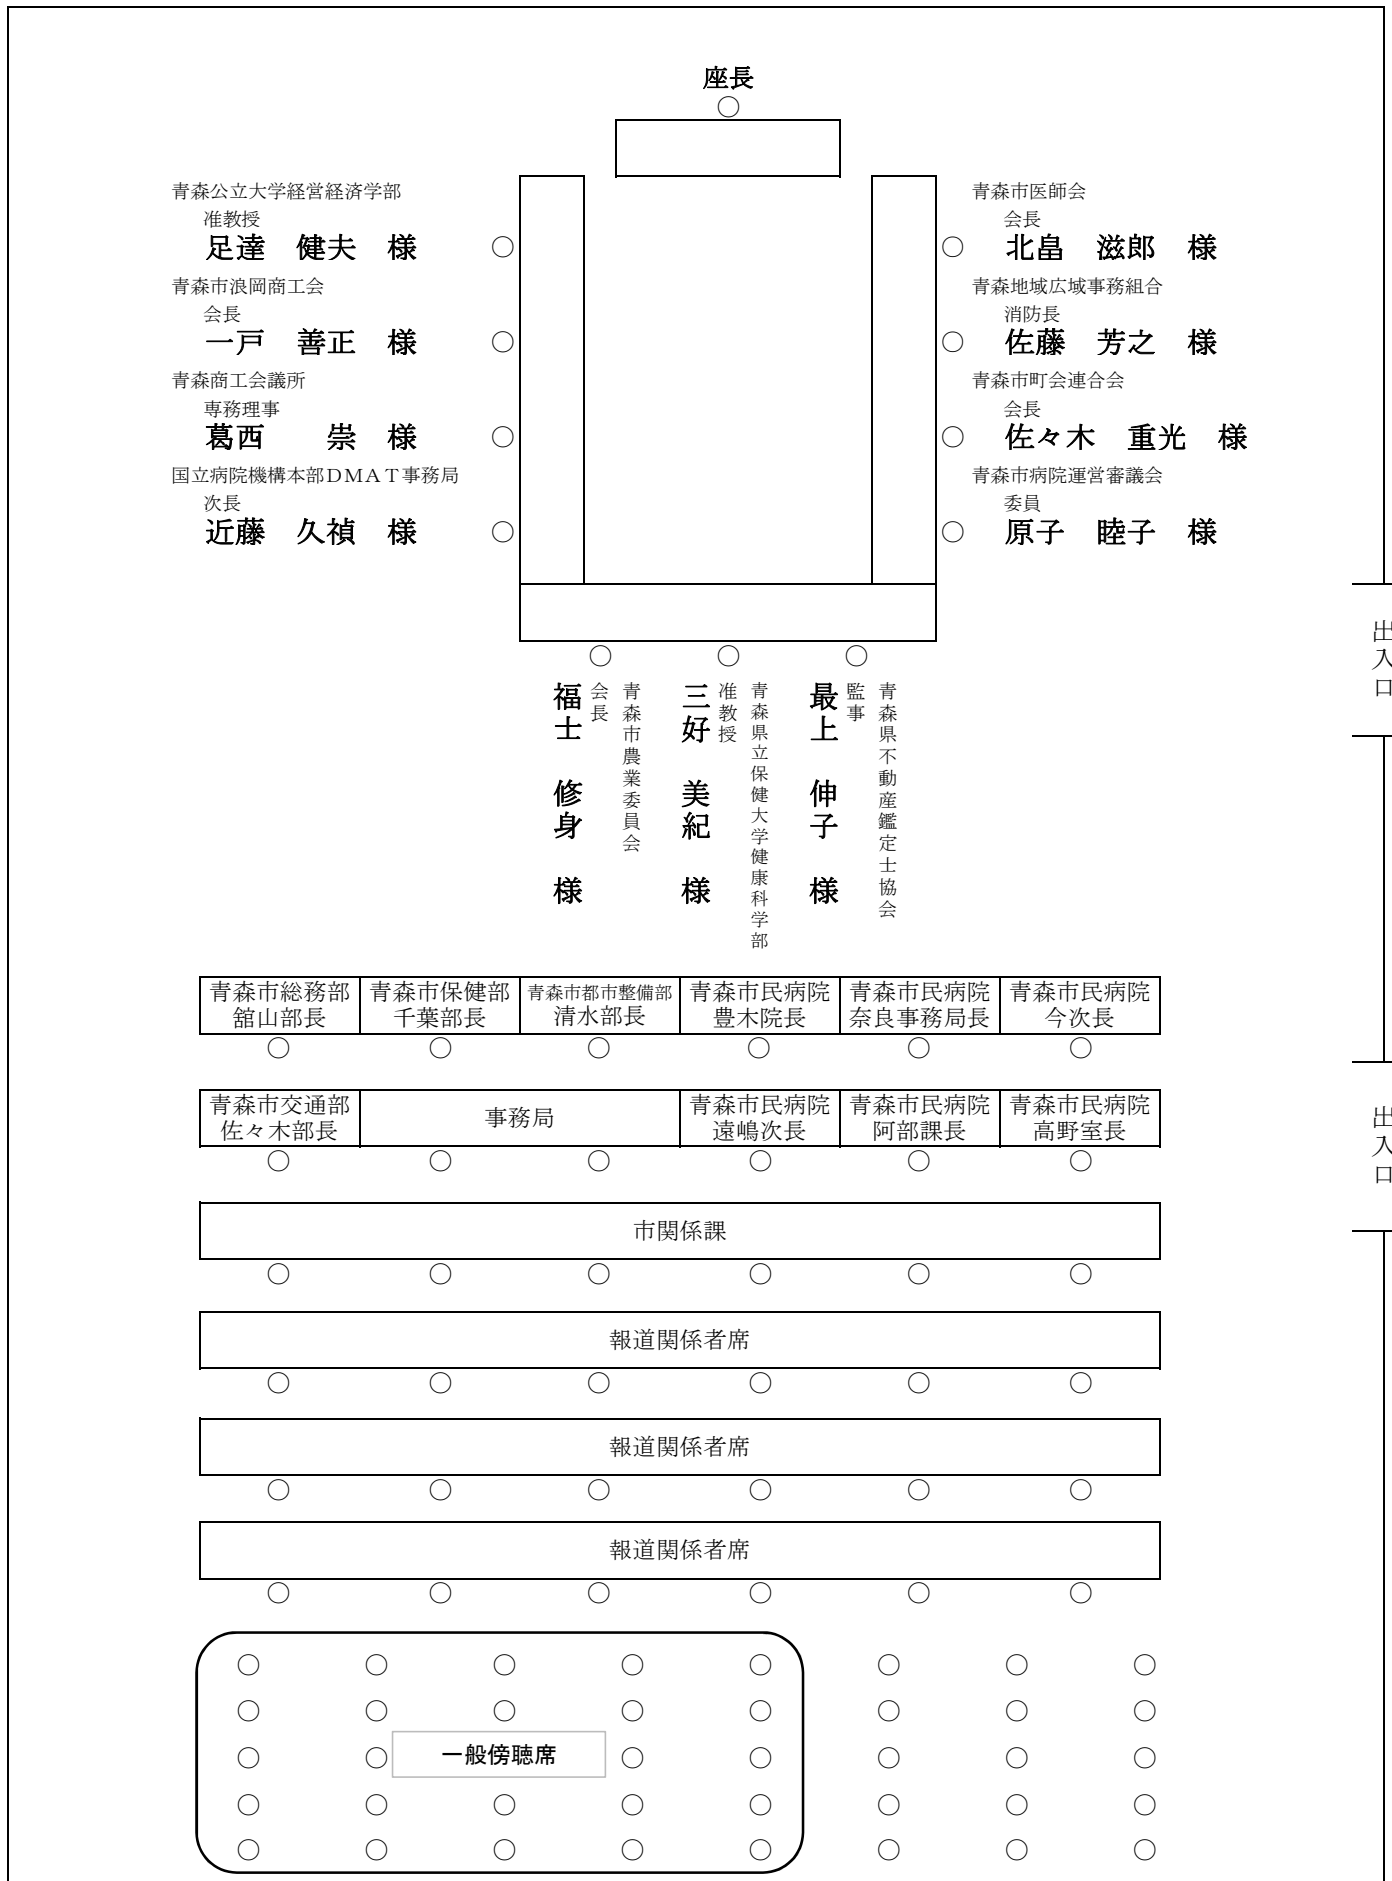 座長
青森公立大学経営経済学部
准教授
足達　健夫　様
青森市浪岡商工会
会長
一戸　善正　様
青森商工会議所
専務理事
葛西　　崇　様
国立病院機構本部ＤＭＡＴ事務局
次長
近藤　久禎　様
青森市医師会
会長
北畠　滋郎　様
青森地域広域事務組合
消防長
佐藤　芳之　様
青森市町会連合会
会長
佐々木　重光　様
青森市病院運営審議会
委員
原子　睦子　様
出入口
青森県不動産鑑定士協会
監事
最上　伸子　様
青森県立保健大学健康科学部
准教授
三好　美紀　様
青森市農業委員会
会長
福士　修身　様
青森市総務部
舘山部長
青森市保健部
千葉部長
青森市都市整備部
清水部長
青森市民病院
豊木院長
青森市民病院
奈良事務局長
青森市民病院
今次長
青森市交通部
佐々木部長
事務局
青森市民病院
遠嶋次長
青森市民病院
阿部課長
青森市民病院
高野室長
出入口
市関係課
報道関係者席
報道関係者席
報道関係者席
一般傍聴席